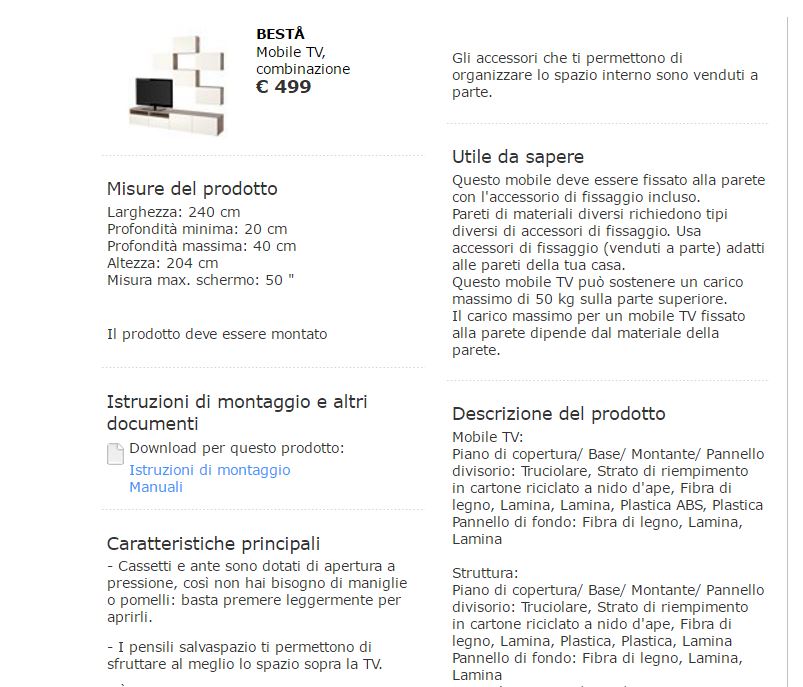 BESTÅ
Mobile TV,
combinazione
€ 499
Misure del prodotto
Larghezza: 240 cm
Profondità minima: 20 cm
Profondità massima: 40 cm
Altezza: 204 cm
Misura max. schermo: 50 "
Il prodotto deve essere montato
Istruzioni di montaggio e altri
documenti
Download per questo prodotto:
Istruzioni di montaggio
Manuali
Caratteristiche principali
- Cassetti e ante sono dotati di apertura a
pressione, così non hai bisogno di maniglie
o pomelli: basta premere leggermente per
aprirli.
- I pensili salvaspazio ti permettono di
sfruttare al meglio lo spazio sopra la TV.
Gli accessori che ti permettono di
organizzare lo spazio interno sono venduti a
parte.
Utile da sapere
Questo mobile deve essere fissato alla parete
con l'accessorio di fissaggio incluso.
Pareti di materiali diversi richiedono tipi
diversi di accessori di fissaggio. Usa
accessori di fissaggio (venduti a parte) adatti
alle pareti della tua casa.
Questo mobile TV può sostenere un carico
massimo di 50 kg sulla parte superiore.
Il carico massimo per un mobile TV fissato
alla parete dipende dal materiale della
parete.
Descrizione del prodotto
Mobile TV:
Piano di copertura/ Base/ Montante/ Pannello
divisorio: Truciolare, Strato di riempimento
in cartone riciclato a nido d'ape, Fibra di
legno, Lamina, Lamina, Plastica ABS, Plastica
Pannello di fondo: Fibra di legno, Lamina,
Lamina
Struttura:
Piano di copertura/ Base/ Montante/ Pannello
divisorio: Truciolare, Strato di riempimento
in cartone riciclato a nido d'ape, Fibra di
legno, Lamina, Plastica, Plastica, Lamina
Pannello di fondo: Fibra di legno, Lamina,
Lamina